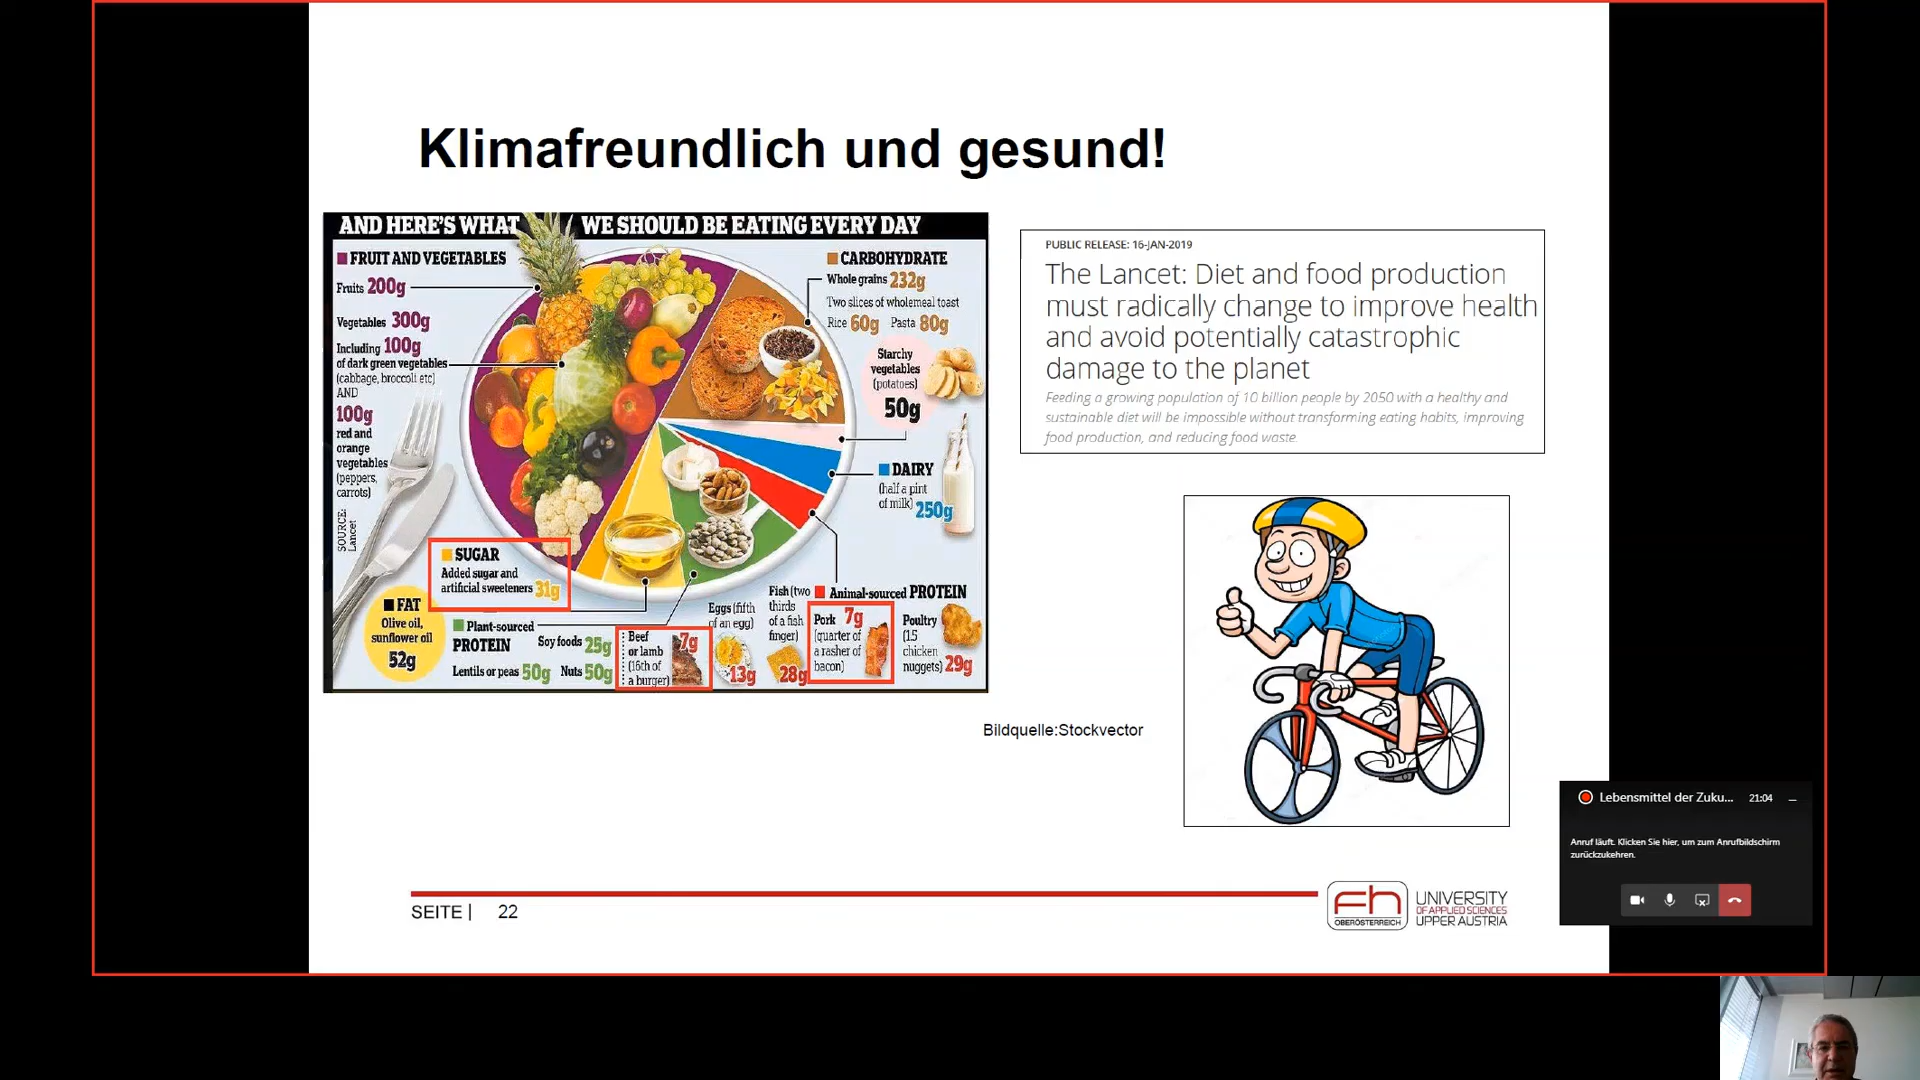 Klimafreundlich und gesund!
AND HERE'S WHAT WE SHOULD BE EATING EVERY DAY
FRUIT AND VEGETABLES
Fruits 200g
Vegetables 300g
Including 100g
of dark green vegetables
(cabbage, broccoli etc)
AND
100g
red and
orange
vegetables
(peppers,
carrots)
SOURCE:
Lancet
CARBOHYDRATE
Whole grains 232g
Two slices of wholemeal toast
Rice 60g Pasta 80g
Starchy
vegetables
(potatoes)
50g
DAIRY
(half a pint
of milk) 250g
SUGAR
Added sugar and
artificial sweeteners 31g
FAT
Olive oil,
sunflower oil
52g
Plant-sourced
PROTEIN
Soy foods 25g
Lentils or peas 50g Nuts 50g
Animal-sourced PROTEIN
Beef 7g
or lamb
(16th of
a burger)
Eggs (fifth
of an egg)
13g
Fish (two
thirds
of a fish
finger)
28g
Pork 7g
(quarter of
a rasher of
bacon)
Poultry
(1.5
chicken
nuggets) 29g
PUBLIC RELEASE: 16-JAN-2019
The Lancet: Diet and food production
must radically change to improve health
and avoid potentially catastrophic
damage to the planet
Feeding a growing population of 10 billion people by 2050 with a healthy and
sustainable diet will be impossible without transforming eating habits, improving
food production, and reducing food waste.
Bildquelle:Stockvector
Lebensmittel der Zuku... 21:04
Anruf läuft. Klicken Sie hier, um zum Anrufbildschirm
zurückzukehren.
SEITE | 22
fh
OBERÖSTERREICH
UNIVERSITY
OF APPLIED SCIENCES
UPPER AUSTRIA